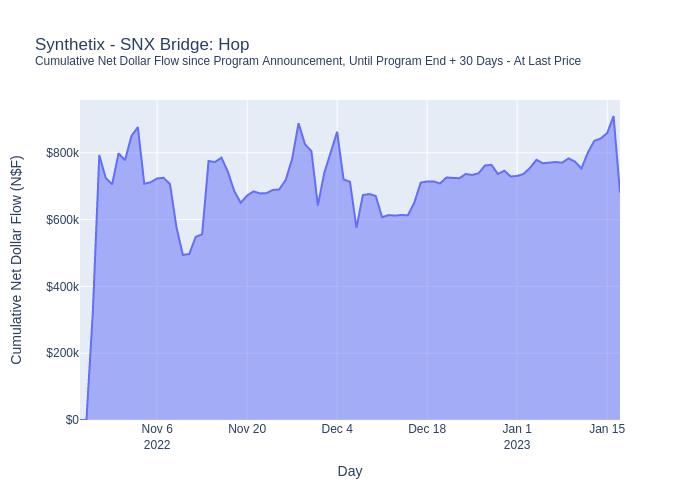 Synthetix - SNX Bridge: Hop
Cumulative Net Dollar Flow since Program Announcement, Until Program End + 30 Days - At Last Price
Cumulative Net Dollar Flow (N$F)
$800k
$600k
$400k
$200k
$0
Nov 6
2022
Nov 20
Dec 4
Dec 18
Jan 1
2023
Jan 15
Day